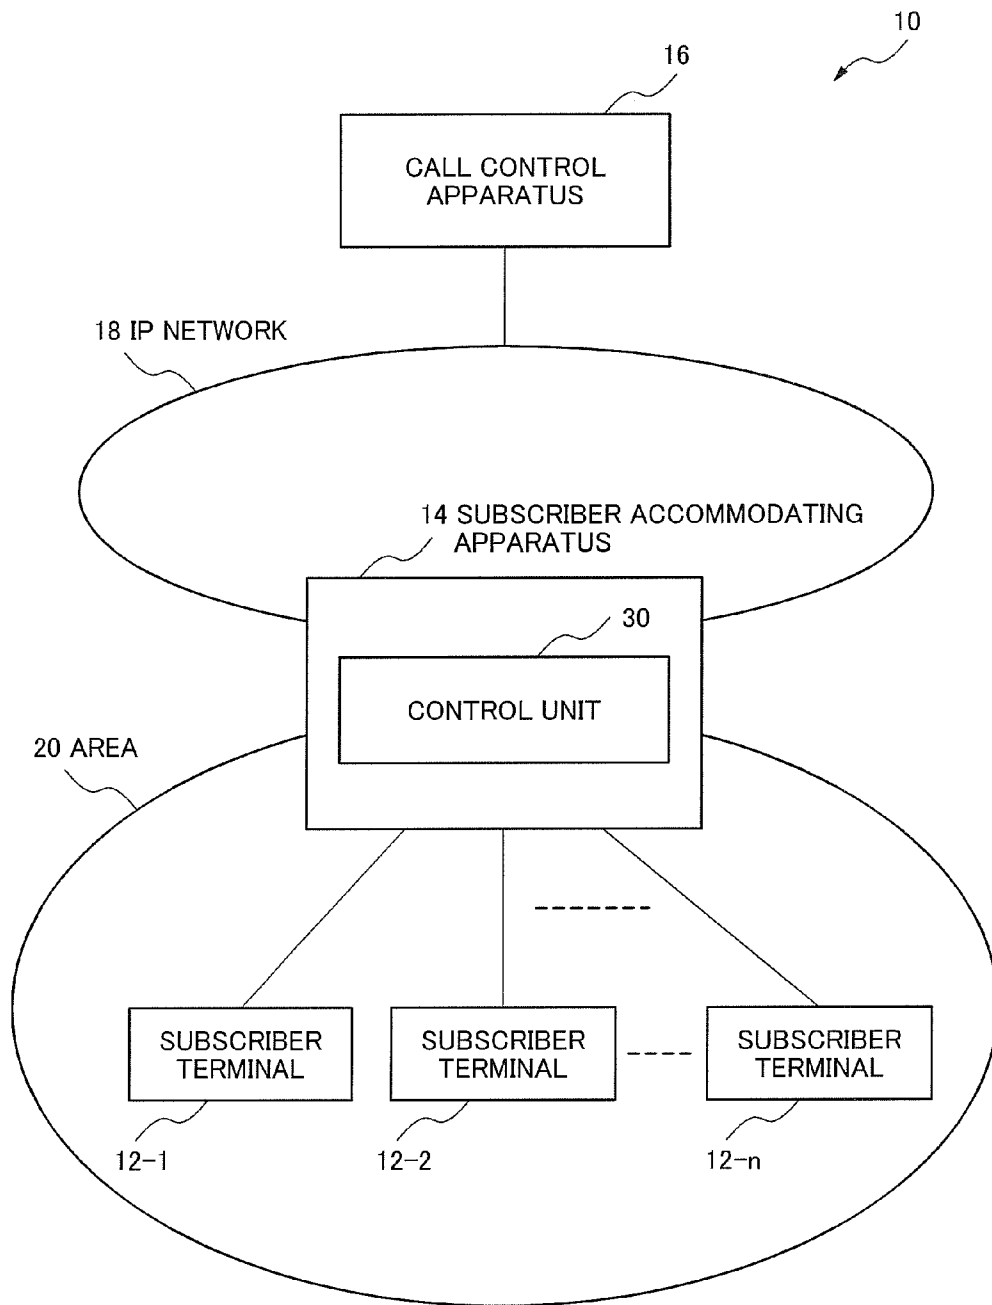 10
16
CALL CONTROL
APPARATUS
18 IP NETWORK
14 SUBSCRIBER ACCOMMODATING
APPARATUS
30
CONTROL UNIT
20 AREA
SUBSCRIBER
TERMINAL
SUBSCRIBER
TERMINAL
SUBSCRIBER
TERMINAL
12-1
12-2
12-n